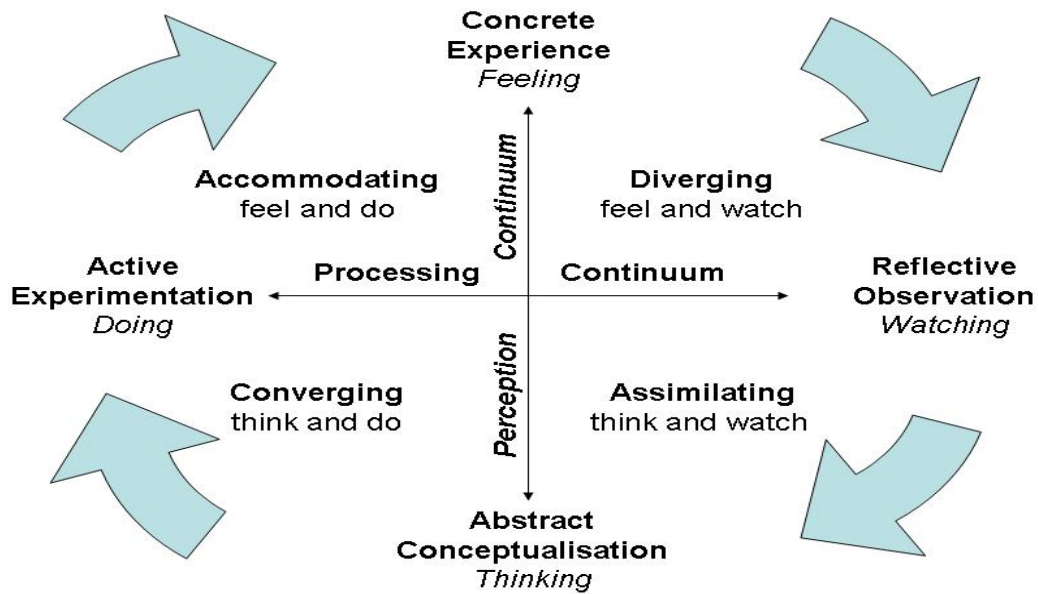 Concrete
Experience
Feeling
Accommodating
feel and do
Diverging
feel and watch
Continuum
Active
Experimentation
Doing
Processing
Continuum
Reflective
Observation
Watching
Perception
Converging
think and do
Assimilating
think and watch
Abstract
Conceptualisation
Thinking